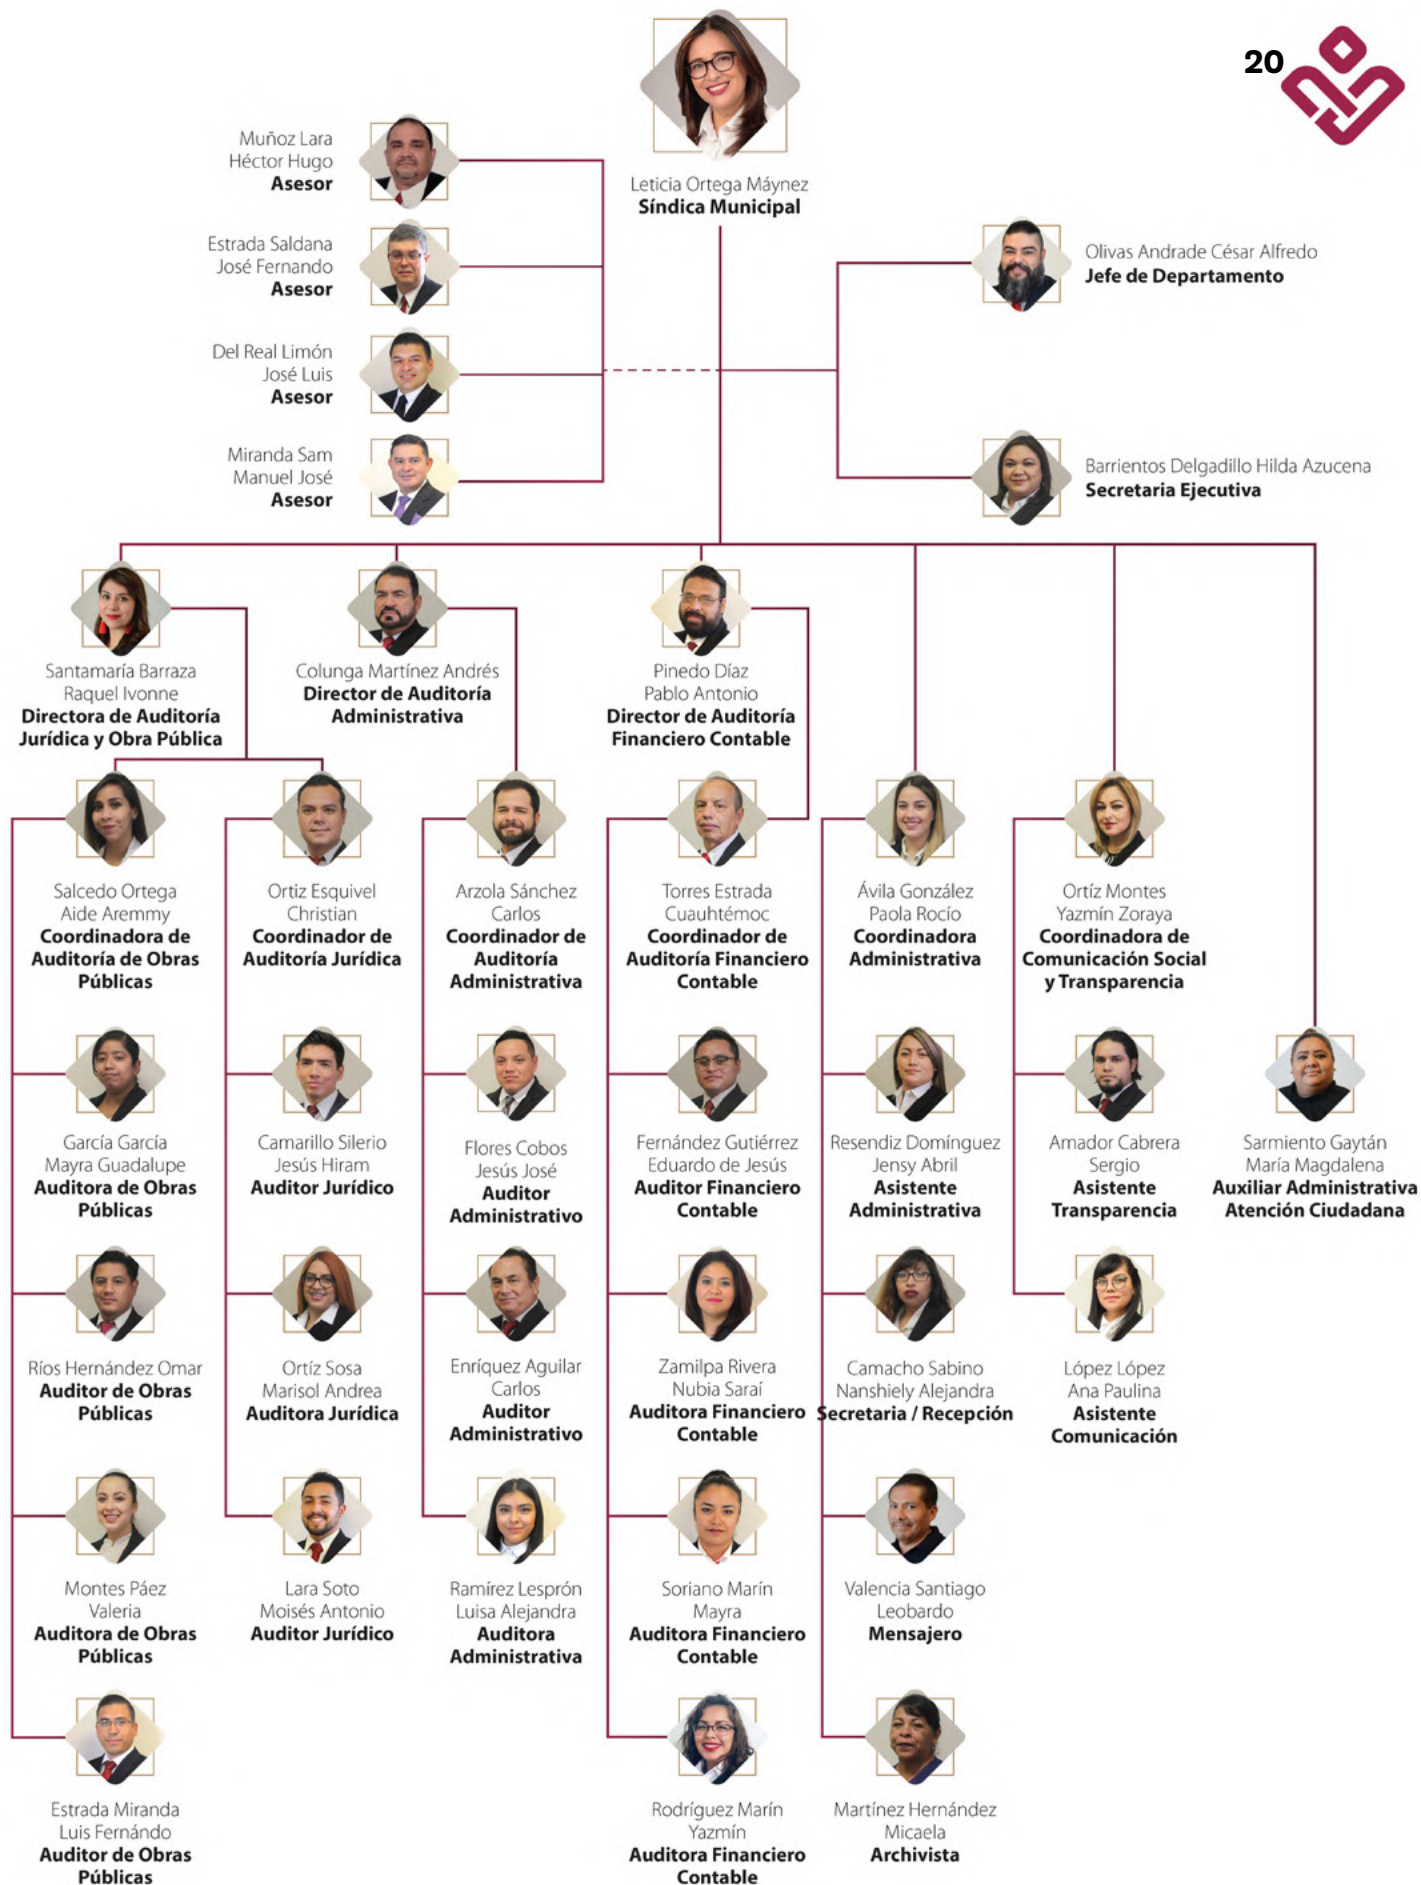 20
Leticia Ortega Máynez
Síndica Municipal
Muñoz Lara
Héctor Hugo
Asesor
Estrada Saldana
José Fernando
Asesor
Del Real Limón
José Luis
Asesor
Miranda Sam
Manuel José
Asesor
Olivas Andrade César Alfredo
Jefe de Departamento
Barrientos Delgadillo Hilda Azucena
Secretaria Ejecutiva
Santamaría Barraza
Raquel Ivonne
Directora de Auditoría
Jurídica y Obra Pública
Colunga Martínez Andrés
Director de Auditoría
Administrativa
Pinedo Díaz
Pablo Antonio
Director de Auditoría
Financiero Contable
Salcedo Ortega
Aide Aremmy
Coordinadora de
Auditoría de Obras
Públicas
Ortiz Esquivel
Christian
Coordinador de
Auditoría Jurídica
Arzola Sánchez
Carlos
Coordinador de
Auditoría
Administrativa
Torres Estrada
Cuauhtémoc
Coordinador de
Auditoría Financiero
Contable
Ávila González
Paola Rocío
Coordinadora
Administrativa
Ortíz Montes
Yazmín Zoraya
Coordinadora de
Comunicación Social
y Transparencia
García García
Mayra Guadalupe
Auditora de Obras
Públicas
Camarillo Silerio
Jesús Hiram
Auditor Jurídico
Flores Cobos
Jesús José
Auditor
Administrativo
Fernández Gutiérrez
Eduardo de Jesús
Auditor Financiero
Contable
Resendiz Domínguez
Jensy Abril
Asistente
Administrativa
Amador Cabrera
Sergio
Asistente
Transparencia
Sarmiento Gaytán
María Magdalena
Auxiliar Administrativa
Atención Ciudadana
Ríos Hernández Omar
Auditor de Obras
Públicas
Ortíz Sosa
Marisol Andrea
Auditora Jurídica
Enríquez Aguilar
Carlos
Auditor
Administrativo
Zamilpa Rivera
Nubia Saraí
Auditora Financiero
Contable
Camacho Sabino
Nanshiely Alejandra
Secretaria / Recepción
López López
Ana Paulina
Asistente
Comunicación
Montes Páez
Valeria
Auditora de Obras
Públicas
Lara Soto
Moisés Antonio
Auditor Jurídico
Ramírez Lesprón
Luisa Alejandra
Auditora
Administrativa
Soriano Marín
Mayra
Auditora Financiero
Contable
Valencia Santiago
Leobardo
Mensajero
Estrada Miranda
Luis Fernándo
Auditor de Obras
Públicas
Rodríguez Marín
Yazmín
Auditora Financiero
Contable
Martínez Hernández
Micaela
Archivista